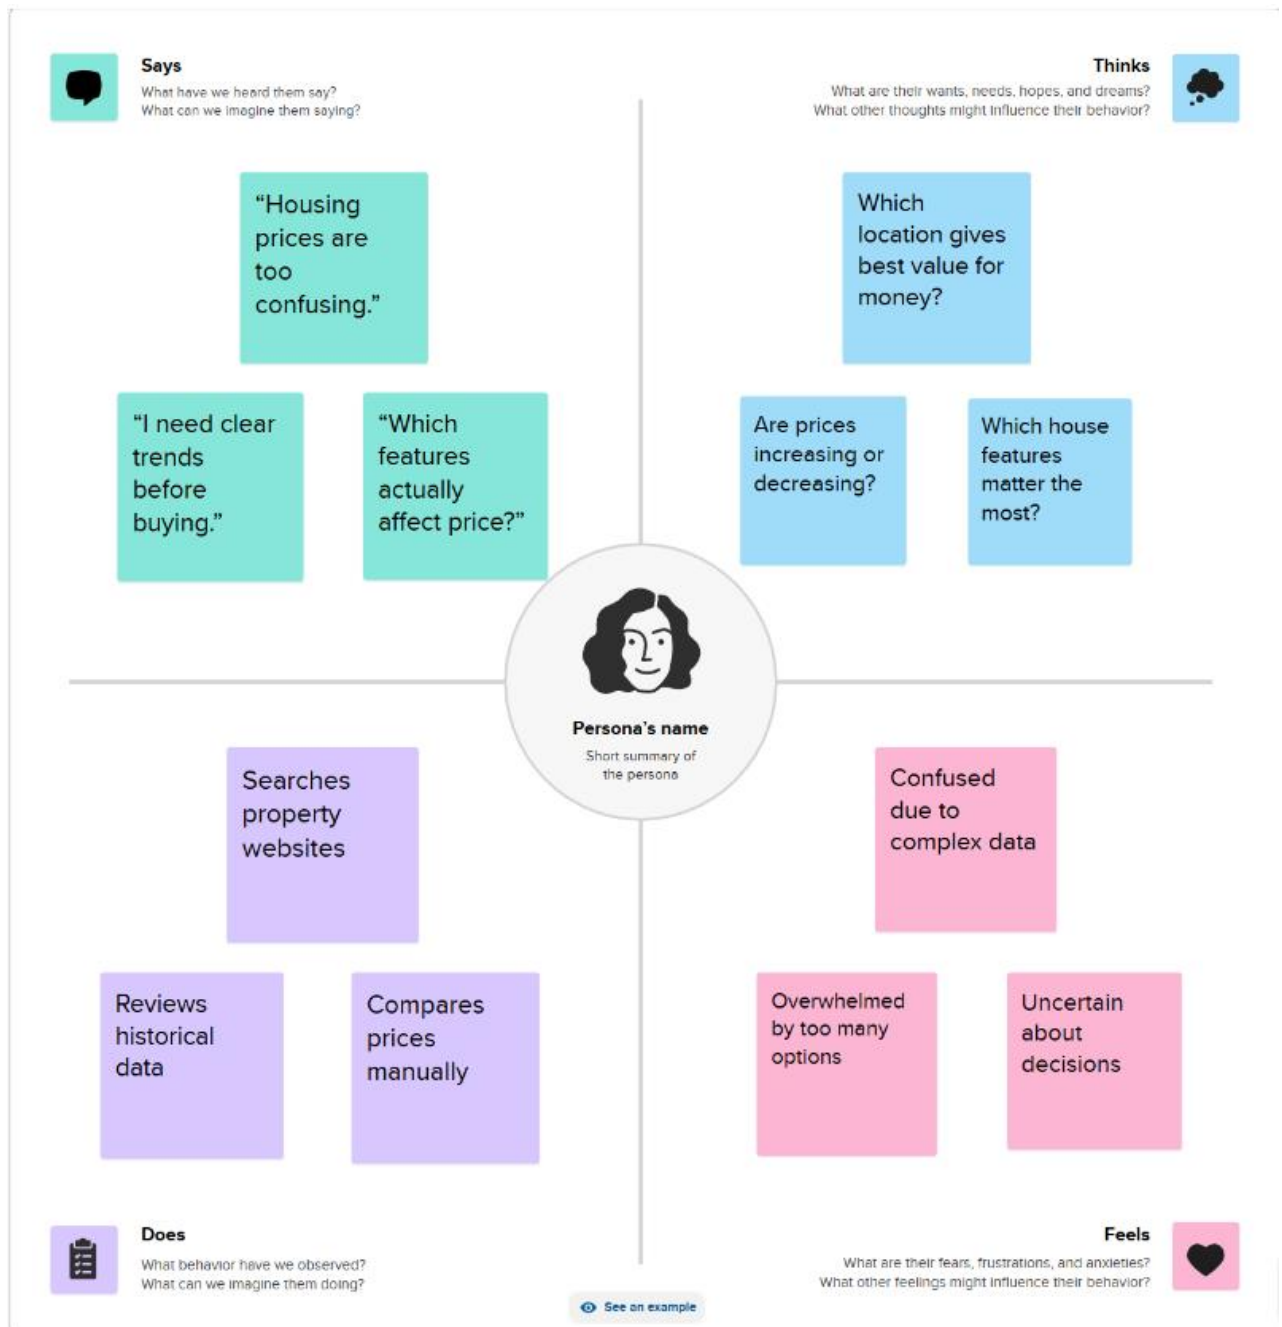 Says
What have we heard them say?
What can we imagine them saying?
“Housing
prices are
too
confusing.”
“I need clear
trends
before
buying.”
“Which
features
actually
affect price?”
Thinks
What are their wants, needs, hopes, and dreams?
What other thoughts might influence their behavior?
Which
location gives
best value for
money?
Are prices
increasing or
decreasing?
Which house
features
matter the
most?
Persona’s name
Short summary of
the persona
Searches
property
websites
Reviews
historical
data
Compares
prices
manually
Does
What behavior have we observed?
What can we imagine them doing?
Confused
due to
complex data
Overwhelmed
by too many
options
Uncertain
about
decisions
Feels
What are their fears, frustrations, and anxieties?
What other feelings might influence their behavior?
See an example